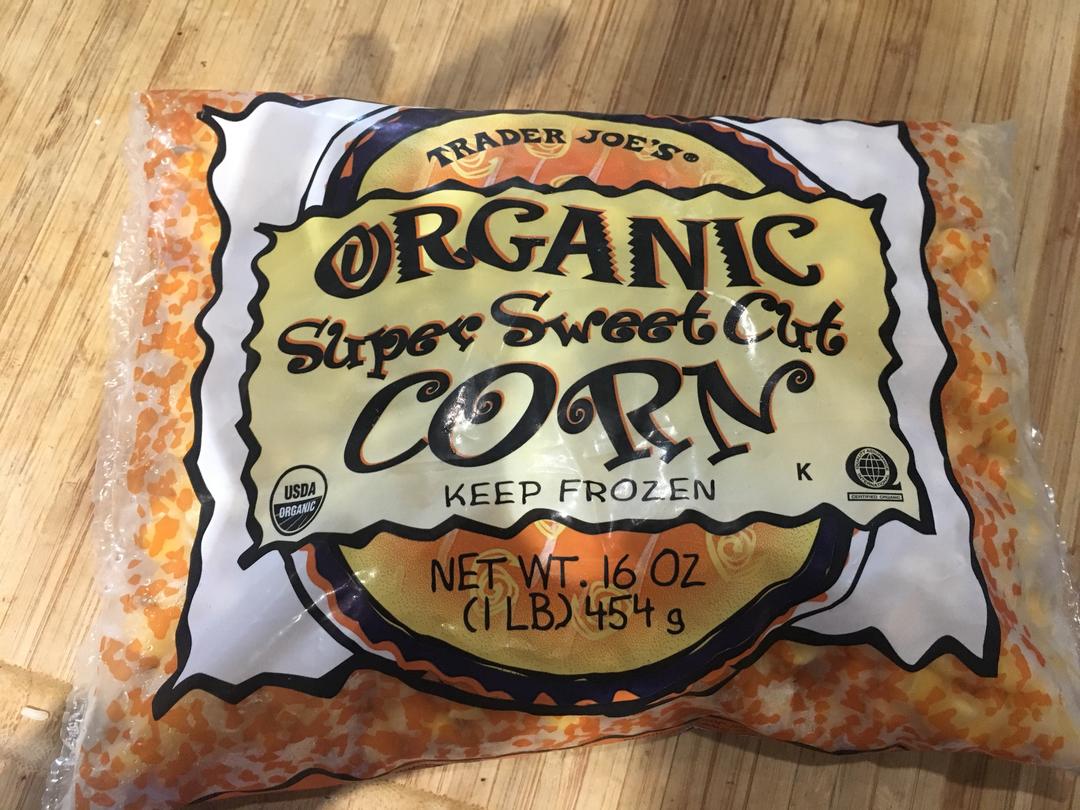 TRADER JOE'S®
ORGANIC
Super Sweet Cut
CORN
K
USDA
ORGANIC
CERTIFIED ORGANIC
KEEP FROZEN
NET WT. 16 OZ
(1 LB) 454 g